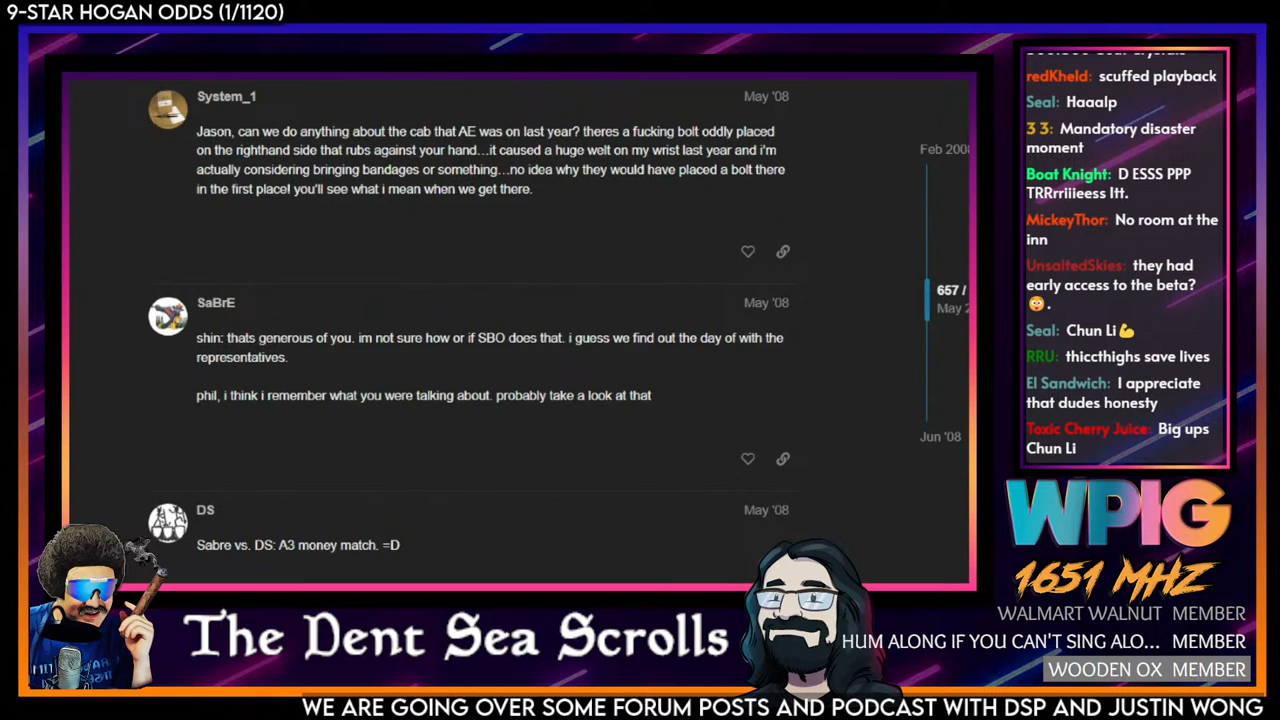 9-STAR HOGAN ODDS (1/1120)
System_1
May '08
Jason, can we do anything about the cab that AE was on last year? theres a fucking bolt oddly placed
on the righthand side that rubs against your hand…it caused a huge welt on my wrist last year and i'm
actually considering bringing bandages or something…no idea why they would have placed a bolt there
in the first place! you'll see what i mean when we get there.
SaBrE
May '08
shin: thats generous of you. im not sure how or if SBO does that. i guess we find out the day of with the
representatives.
phil, i think i remember what you were talking about. probably take a look at that
DS
May '08
Sabre vs. DS: A3 money match. =D
Feb 2008
657 /
May 2
Jun '08
redKheld: scuffed playback
Seal: Haaalp
3 3: Mandatory disaster
moment
Boat Knight: D ESSS PPP
TRRrriiieess Itt.
MickeyThor: No room at the
inn
UnsaltedSkies: they had
early access to the beta?
😳.
Seal: Chun Li💪
RRU: thiccthighs save lives
El Sandwich: I appreciate
that dudes honesty
Toxic Cherry Juice: Big ups
Chun Li
WPIG
1651 MHZ
WALMART WALNUT MEMBER
HUM ALONG IF YOU CAN'T SING ALO... MEMBER
WOODEN OX MEMBER
The Dent Sea Scrolls
WE ARE GOING OVER SOME FORUM POSTS AND PODCAST WITH DSP AND JUSTIN WONG